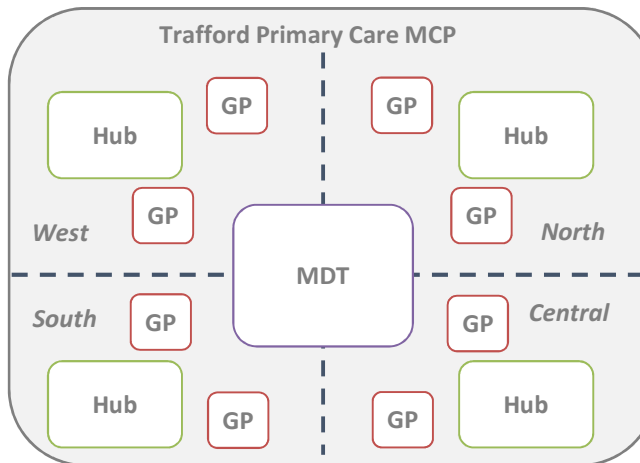 Trafford Primary Care MCP
GP
GP
Hub
Hub
GP
GP
West
North
MDT
South
Central
GP
GP
Hub
Hub
GP
GP